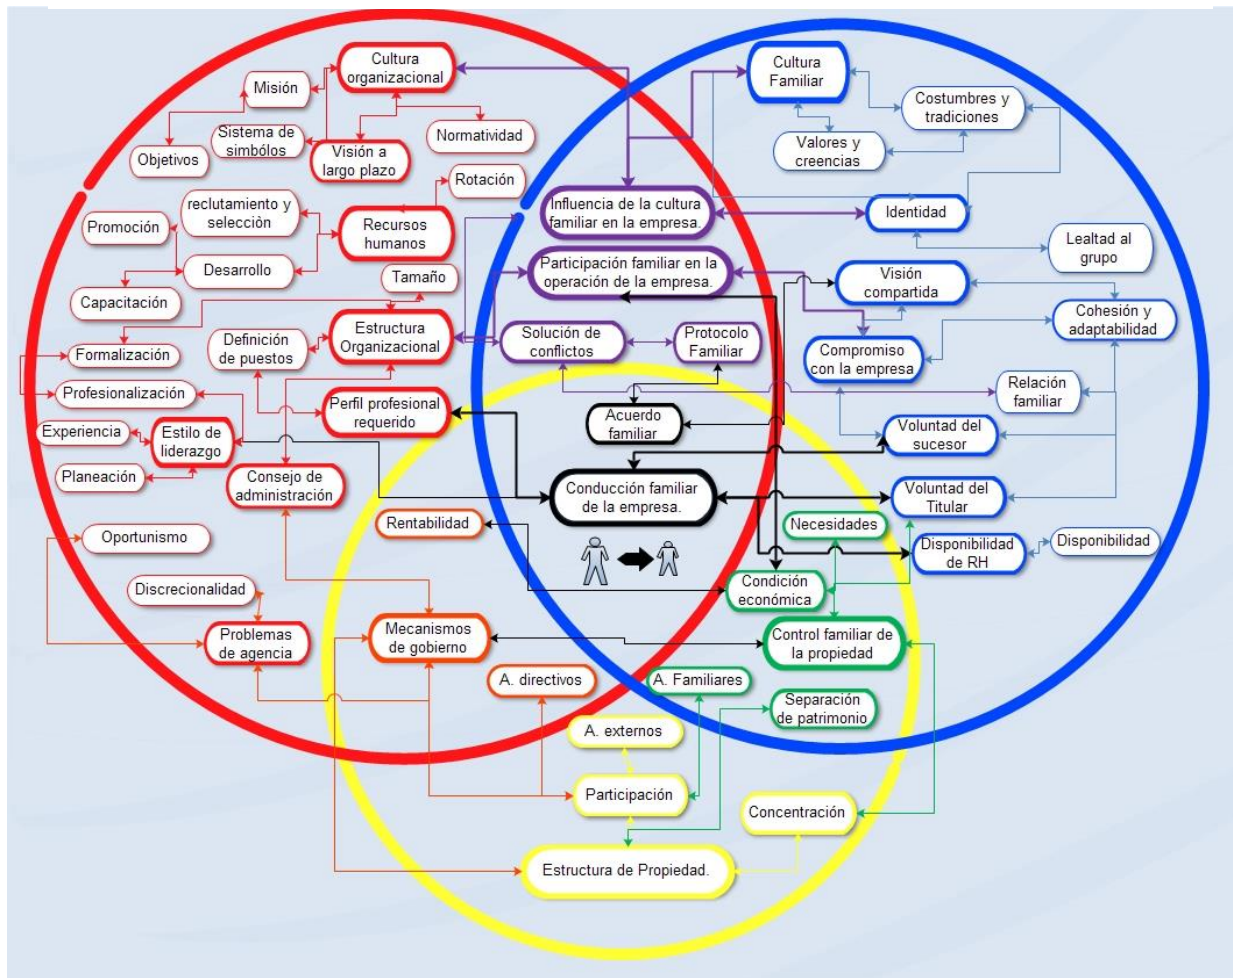 Cultura
organizacional
Misión
Sistema de
simbólos
Objetivos
Visión a
largo plazo
Normatividad
Rotación
reclutamiento y
selecciòn
Promoción
Recursos
humanos
Desarrollo
Capacitación
Tamaño
Definición
de puestos
Estructura
Organizacional
Formalización
Profesionalización
Perfil profesional
requerido
Experiencia
Estilo de
liderazgo
Planeación
Consejo de
administración
Oportunismo
Discrecionalidad
Problemas
de agencia
Cultura
Familiar
Costumbres y
tradiciones
Valores y
creencias
Influencia de la cultura
familiar en la empresa.
Identidad
Lealtad al
grupo
Participación familiar en la
operación de la empresa.
Visión
compartida
Solución de
conflictos
Protocolo
Familiar
Cohesión y
adaptabilidad
Compromiso
con la empresa
Relación
familiar
Acuerdo
familiar
Voluntad del
sucesor
Conducción familiar
de la empresa.
Voluntad del
Titular
Rentabilidad
Necesidades
Disponibilidad
de RH
Disponibilidad
Condición
económica
Mecanismos
de gobierno
Control familiar de
la propiedad
A. directivos
A. Familiares
Separación
de patrimonio
A. externos
Participación
Concentración
Estructura de Propiedad.